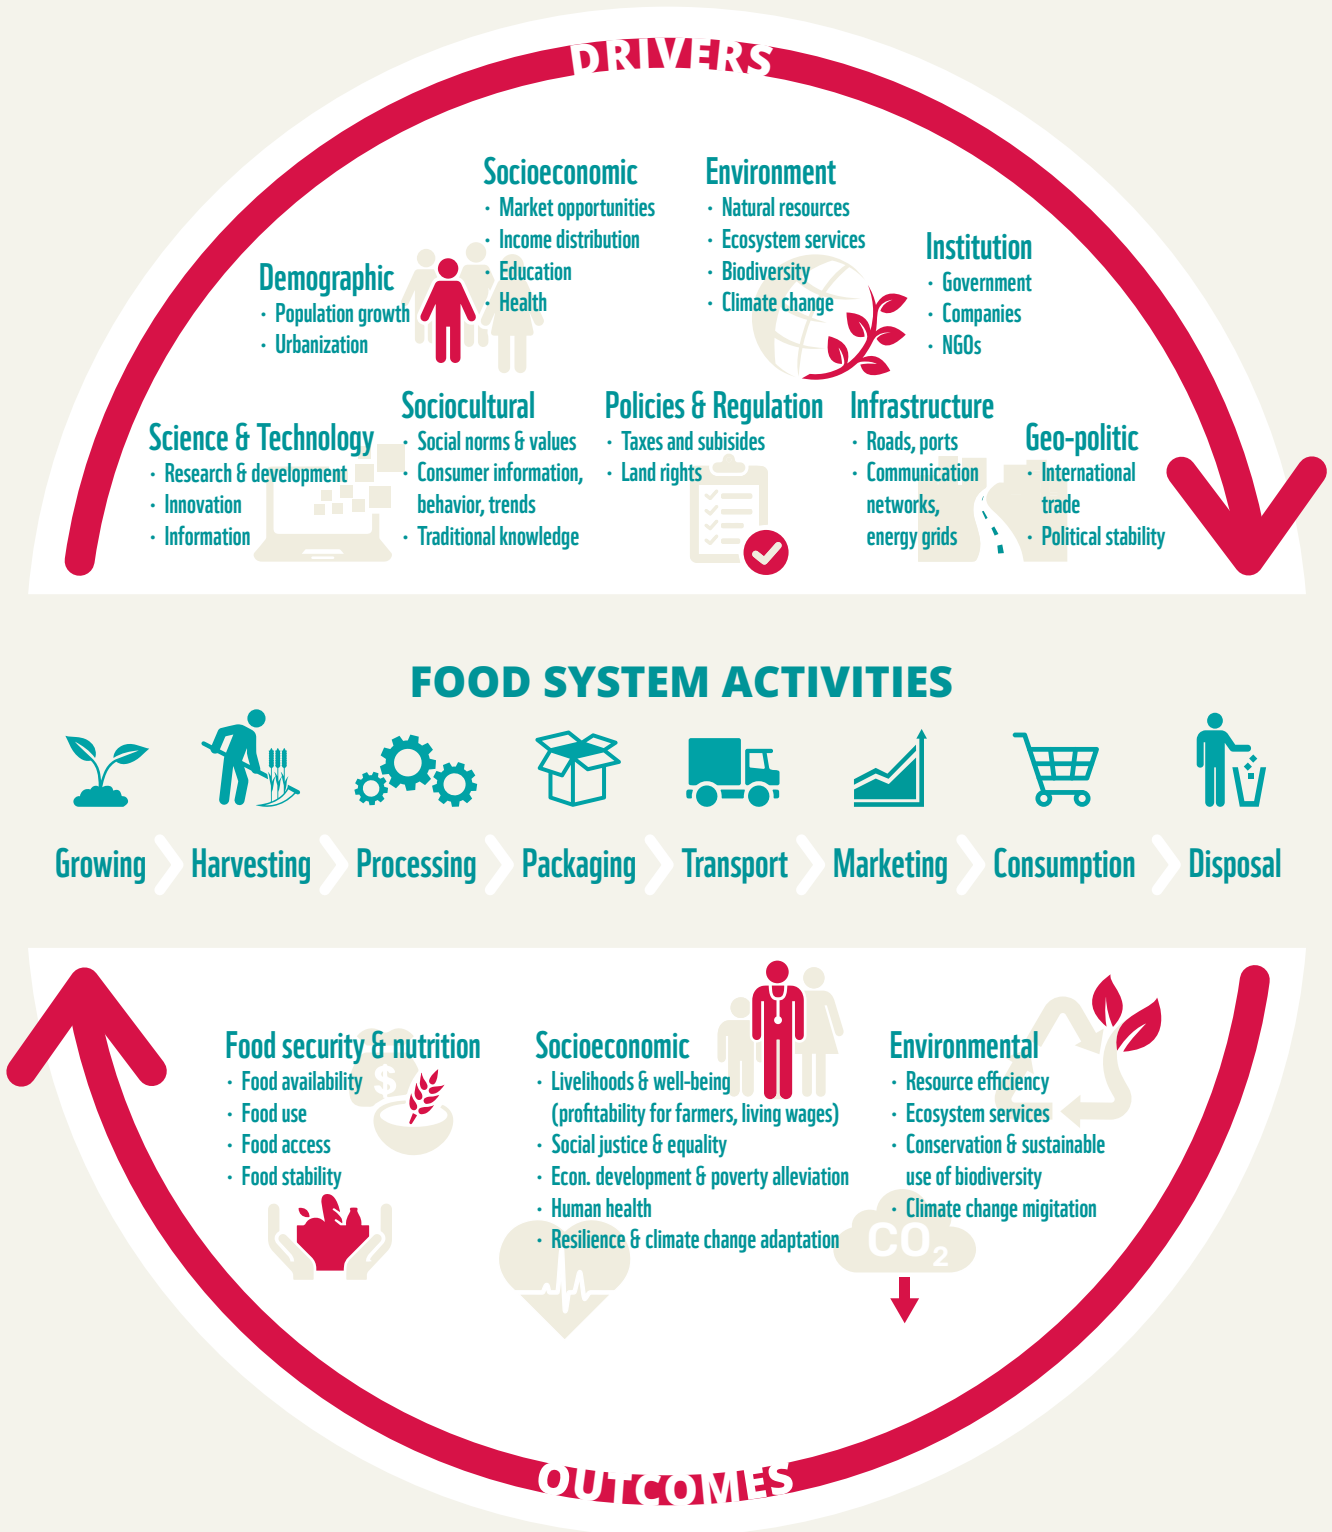 DRIVERS
Socioeconomic
· Market opportunities
· Income distribution
· Education
· Health
Environment
· Natural resources
· Ecosystem services
· Biodiversity
· Climate change
Institution
· Government
· Companies
· NGOs
Demographic
· Population growth
· Urbanization
Science & Technology
· Research & development
· Innovation
· Information
Sociocultural
· Social norms & values
· Consumer information,
behavior, trends
· Traditional knowledge
Policies & Regulation
· Taxes and subisides
· Land rights
Infrastructure
· Roads, ports
· Communication
networks,
energy grids
Geo-politic
· International
trade
· Political stability
FOOD SYSTEM ACTIVITIES
Growing
Harvesting
Processing
Packaging
Transport
Marketing
Consumption
Disposal
Food security & nutrition
· Food availability
· Food use
· Food access
· Food stability
$
Socioeconomic
· Livelihoods & well-being
(profitability for farmers, living wages)
· Social justice & equality
· Econ. development & poverty alleviation
· Human health
· Resilience & climate change adaptation
Environmental
· Resource efficiency
· Ecosystem services
· Conservation & sustainable
use of biodiversity
· Climate change migitation
CO2
OUTCOMES